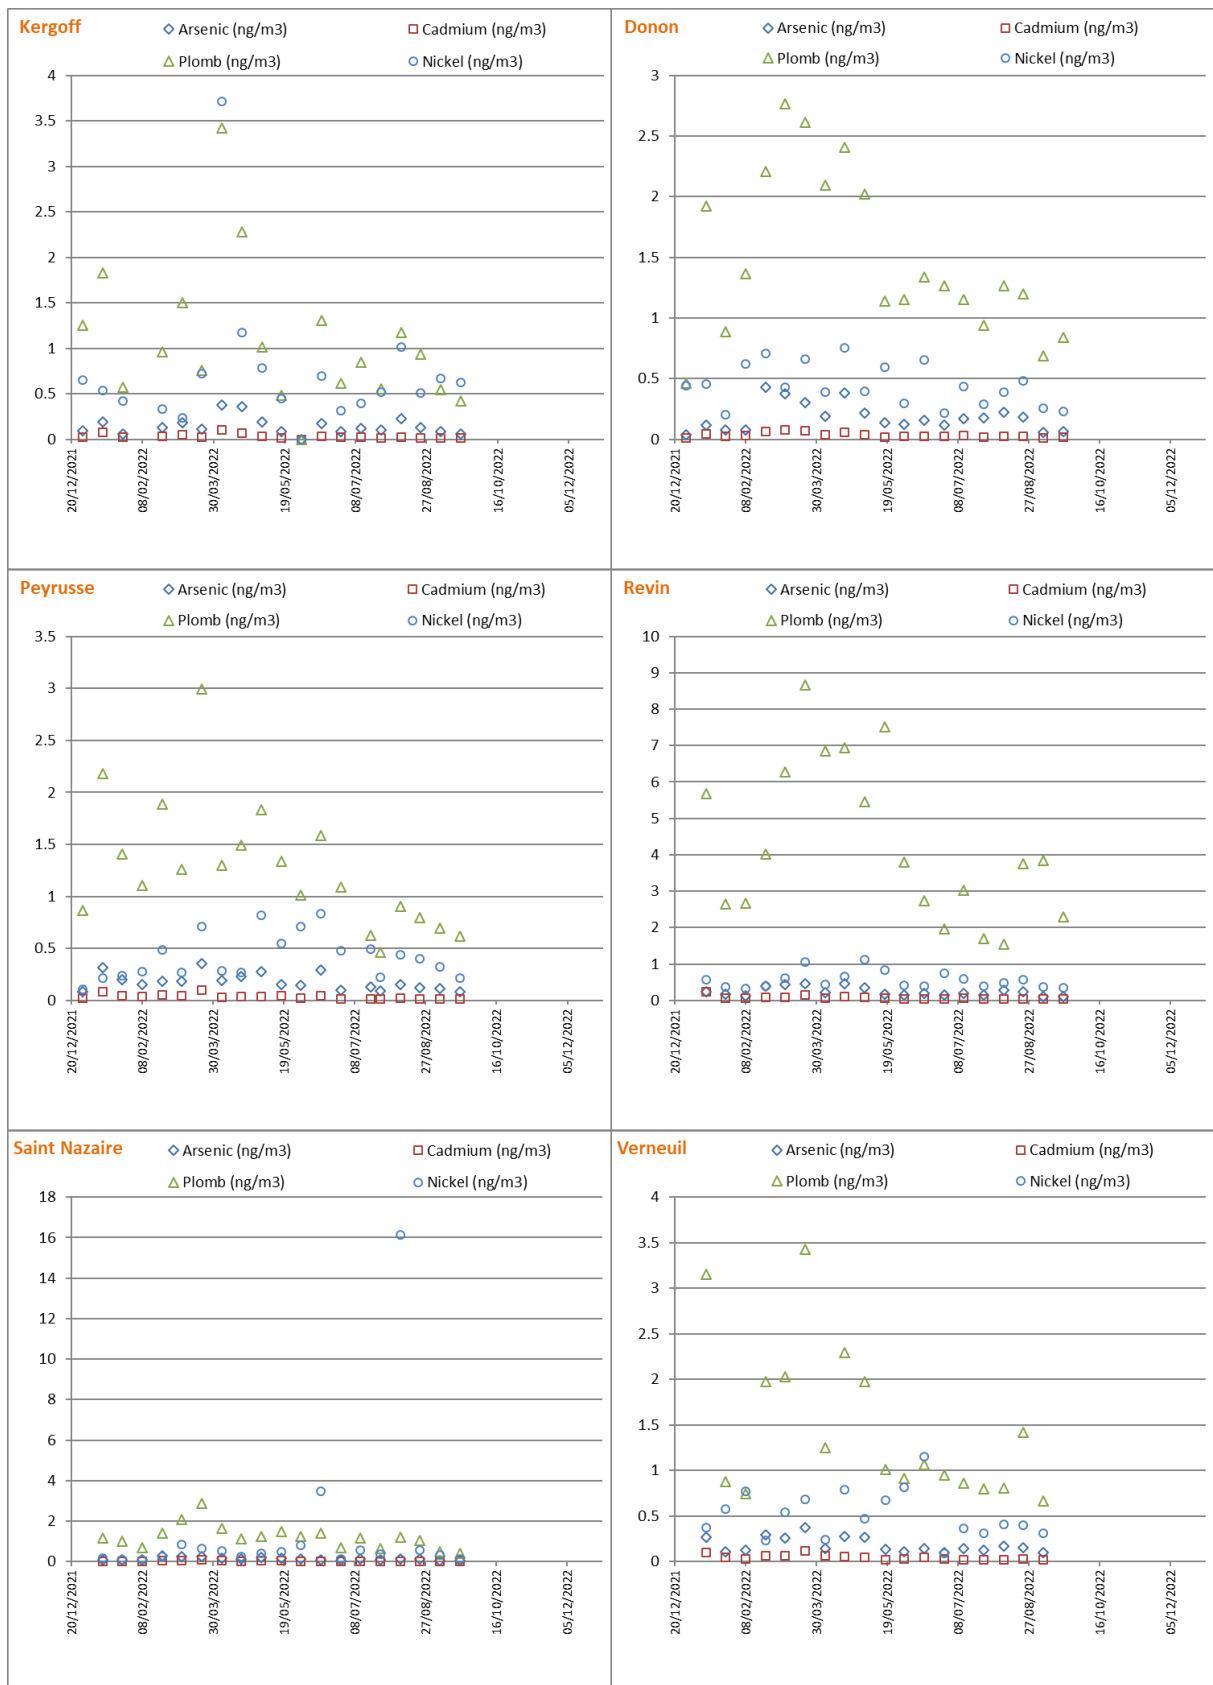 Kergoff
Arsenic (ng/m3) Cadmium (ng/m3)
Plomb (ng/m3) Nickel (ng/m3)
4
3.5
3
2.5
2
1.5
1
0.5
0
20/12/2021 08/02/2022 30/03/2022 19/05/2022 08/07/2022 27/08/2022 16/10/2022 05/12/2022
Donon
Arsenic (ng/m3) Cadmium (ng/m3)
Plomb (ng/m3) Nickel (ng/m3)
3
2.5
2
1.5
1
0.5
0
20/12/2021 08/02/2022 30/03/2022 19/05/2022 08/07/2022 27/08/2022 16/10/2022 05/12/2022
Peyrusse
Arsenic (ng/m3) Cadmium (ng/m3)
Plomb (ng/m3) Nickel (ng/m3)
3.5
3
2.5
2
1.5
1
0.5
0
20/12/2021 08/02/2022 30/03/2022 19/05/2022 08/07/2022 27/08/2022 16/10/2022 05/12/2022
Revin
Arsenic (ng/m3) Cadmium (ng/m3)
Plomb (ng/m3) Nickel (ng/m3)
10
9
8
7
6
5
4
3
2
1
0
20/12/2021 08/02/2022 30/03/2022 19/05/2022 08/07/2022 27/08/2022 16/10/2022 05/12/2022
Saint Nazaire
Arsenic (ng/m3) Cadmium (ng/m3)
Plomb (ng/m3) Nickel (ng/m3)
18
16
14
12
10
8
6
4
2
0
20/12/2021 08/02/2022 30/03/2022 19/05/2022 08/07/2022 27/08/2022 16/10/2022 05/12/2022
Verneuil
Arsenic (ng/m3) Cadmium (ng/m3)
Plomb (ng/m3) Nickel (ng/m3)
4
3.5
3
2.5
2
1.5
1
0.5
0
20/12/2021 08/02/2022 30/03/2022 19/05/2022 08/07/2022 27/08/2022 16/10/2022 05/12/2022